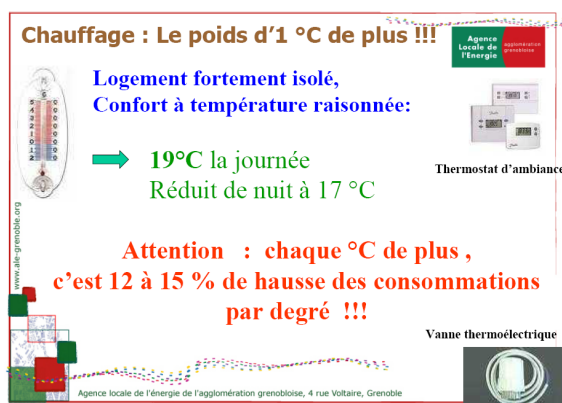 Chauffage : Le poids d’1 °C de plus !!!
Agence
Locale de
l'Energie
agglomération
grenobloise
Logement fortement isolé,
Confort à température raisonnée:
19°C la journée
Réduit de nuit à 17 °C
Thermostat d’ambiance
Attention : chaque °C de plus ,
c’est 12 à 15 % de hausse des consommations
par degré !!!
www.ale-grenoble.org
Vanne thermoélectrique
Agence locale de l'énergie de l'agglomération grenobloise, 4 rue Voltaire, Grenoble